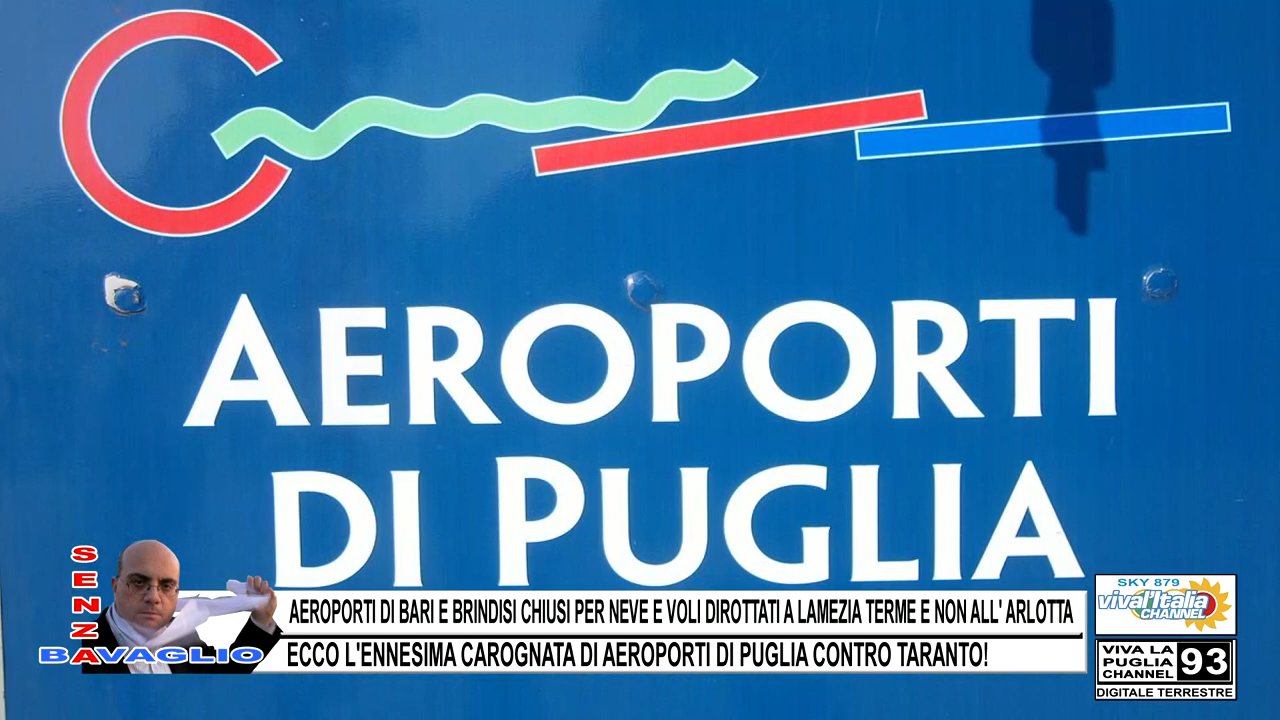 AEROPORTI
DI PUGLIA
SENZA
BAVAGLIO
AEROPORTI DI BARI E BRINDISI CHIUSI PER NEVE E VOLI DIROTTATI A LAMEZIA TERME E NON ALL' ARLOTTA
ECCO L'ENNESIMA CAROGNATA DI AEROPORTI DI PUGLIA CONTRO TARANTO!
SKY 879
vival'Italia
CHANNEL
VIVA LA
PUGLIA
CHANNEL
93
DIGITALE TERRESTRE